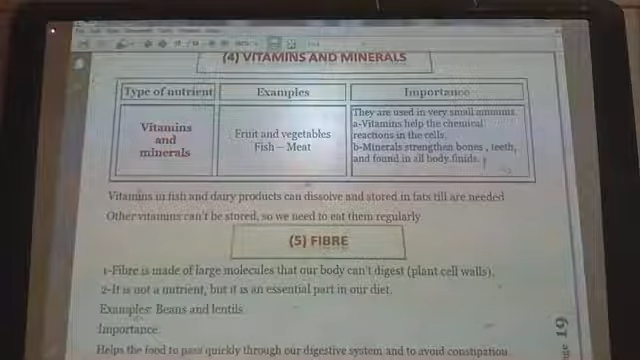 (4) VITAMINS AND MINERALS
Type of nutrient
Examples
Importance
Vitamins
and
minerals
Fruit and vegetables
Fish – Meat
They are used in very small amounts.
a-Vitamins help the chemical
reactions in the cells.
b-Minerals strengthen bones , teeth,
and found in all body fluids.
Vitamins in fish and dairy products can dissolve and stored in fats till are needed
Other vitamins can't be stored, so we need to eat them regularly
(5) FIBRE
1-Fibre is made of large molecules that our body can't digest (plant cell walls).
2-It is not a nutrient, but it is an essential part in our diet.
Examples: Beans and lentils.
Importance
Helps the food to pass quickly through our digestive system and to avoid constipation
19